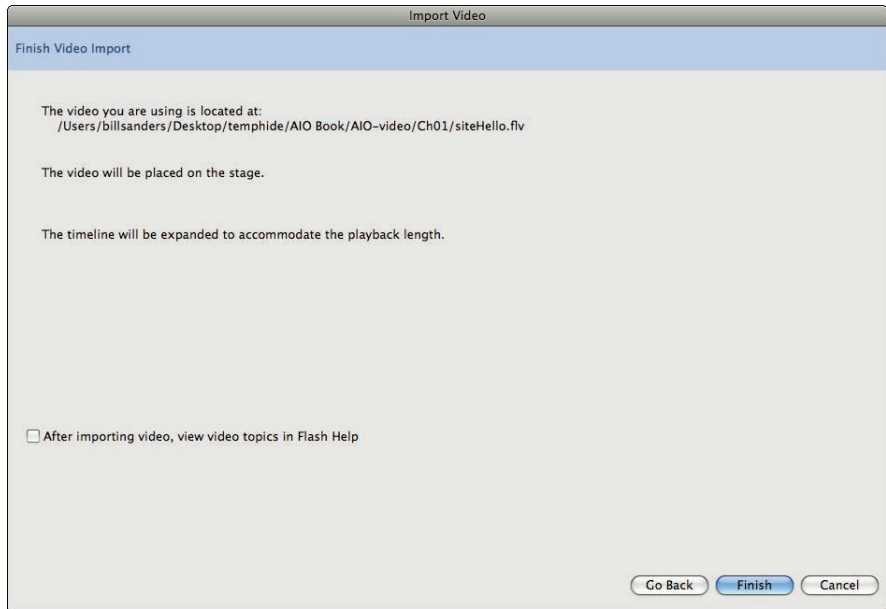 Import Video
Finish Video Import
The video you are using is located at:
/Users/billsanders/Desktop/temphide/AIO Book/AIO-video/Ch01/siteHello.flv
The video will be placed on the stage.
The timeline will be expanded to accommodate the playback length.
After importing video, view video topics in Flash Help
Go Back Finish Cancel